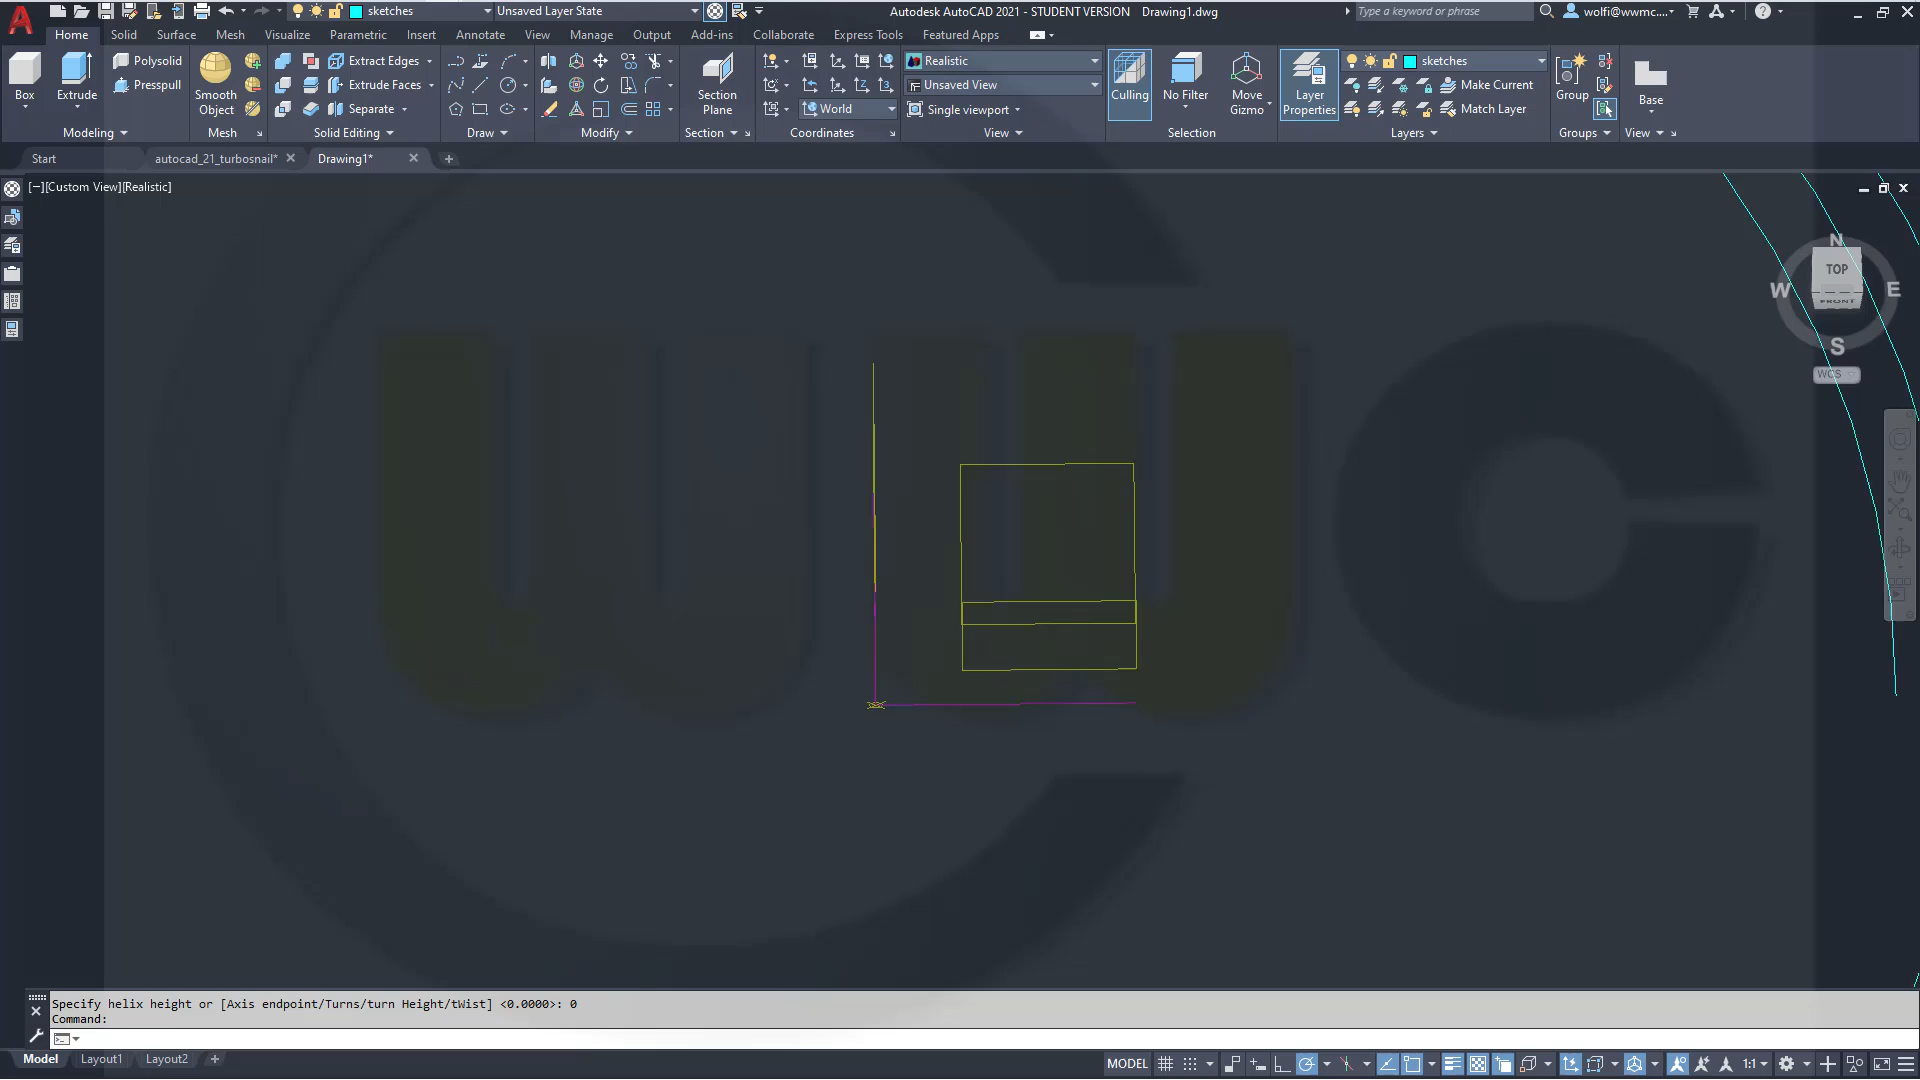 sketches Unsaved Layer State Autodesk AutoCAD 2021 - STUDENT VERSION Drawing1.dwg Type a keyword or phrase wolfi@wwmc....
Home Solid Surface Mesh Visualize Parametric Insert Annotate View Manage Output Add-ins Collaborate Express Tools Featured Apps
Polysolid Extract Edges Realistic sketches
Presspull Extrude Faces Unsaved View Make Current
Box Extrude Smooth Object Separate Section Plane World Single viewport Culling No Filter Move Gizmo Layer Properties Match Layer Group Base
Modeling Mesh Solid Editing Draw Modify Section Coordinates View Selection Layers Groups View
Start autocad_21_turbosnail* Drawing1*
[−][Custom View][Realistic]
N
TOP
W E
FRONT
S
WCS
wuc
Specify helix height or [Axis endpoint/Turns/turn Height/tWist] <0.0000>: 0
Command:
Model Layout1 Layout2 MODEL 1:1